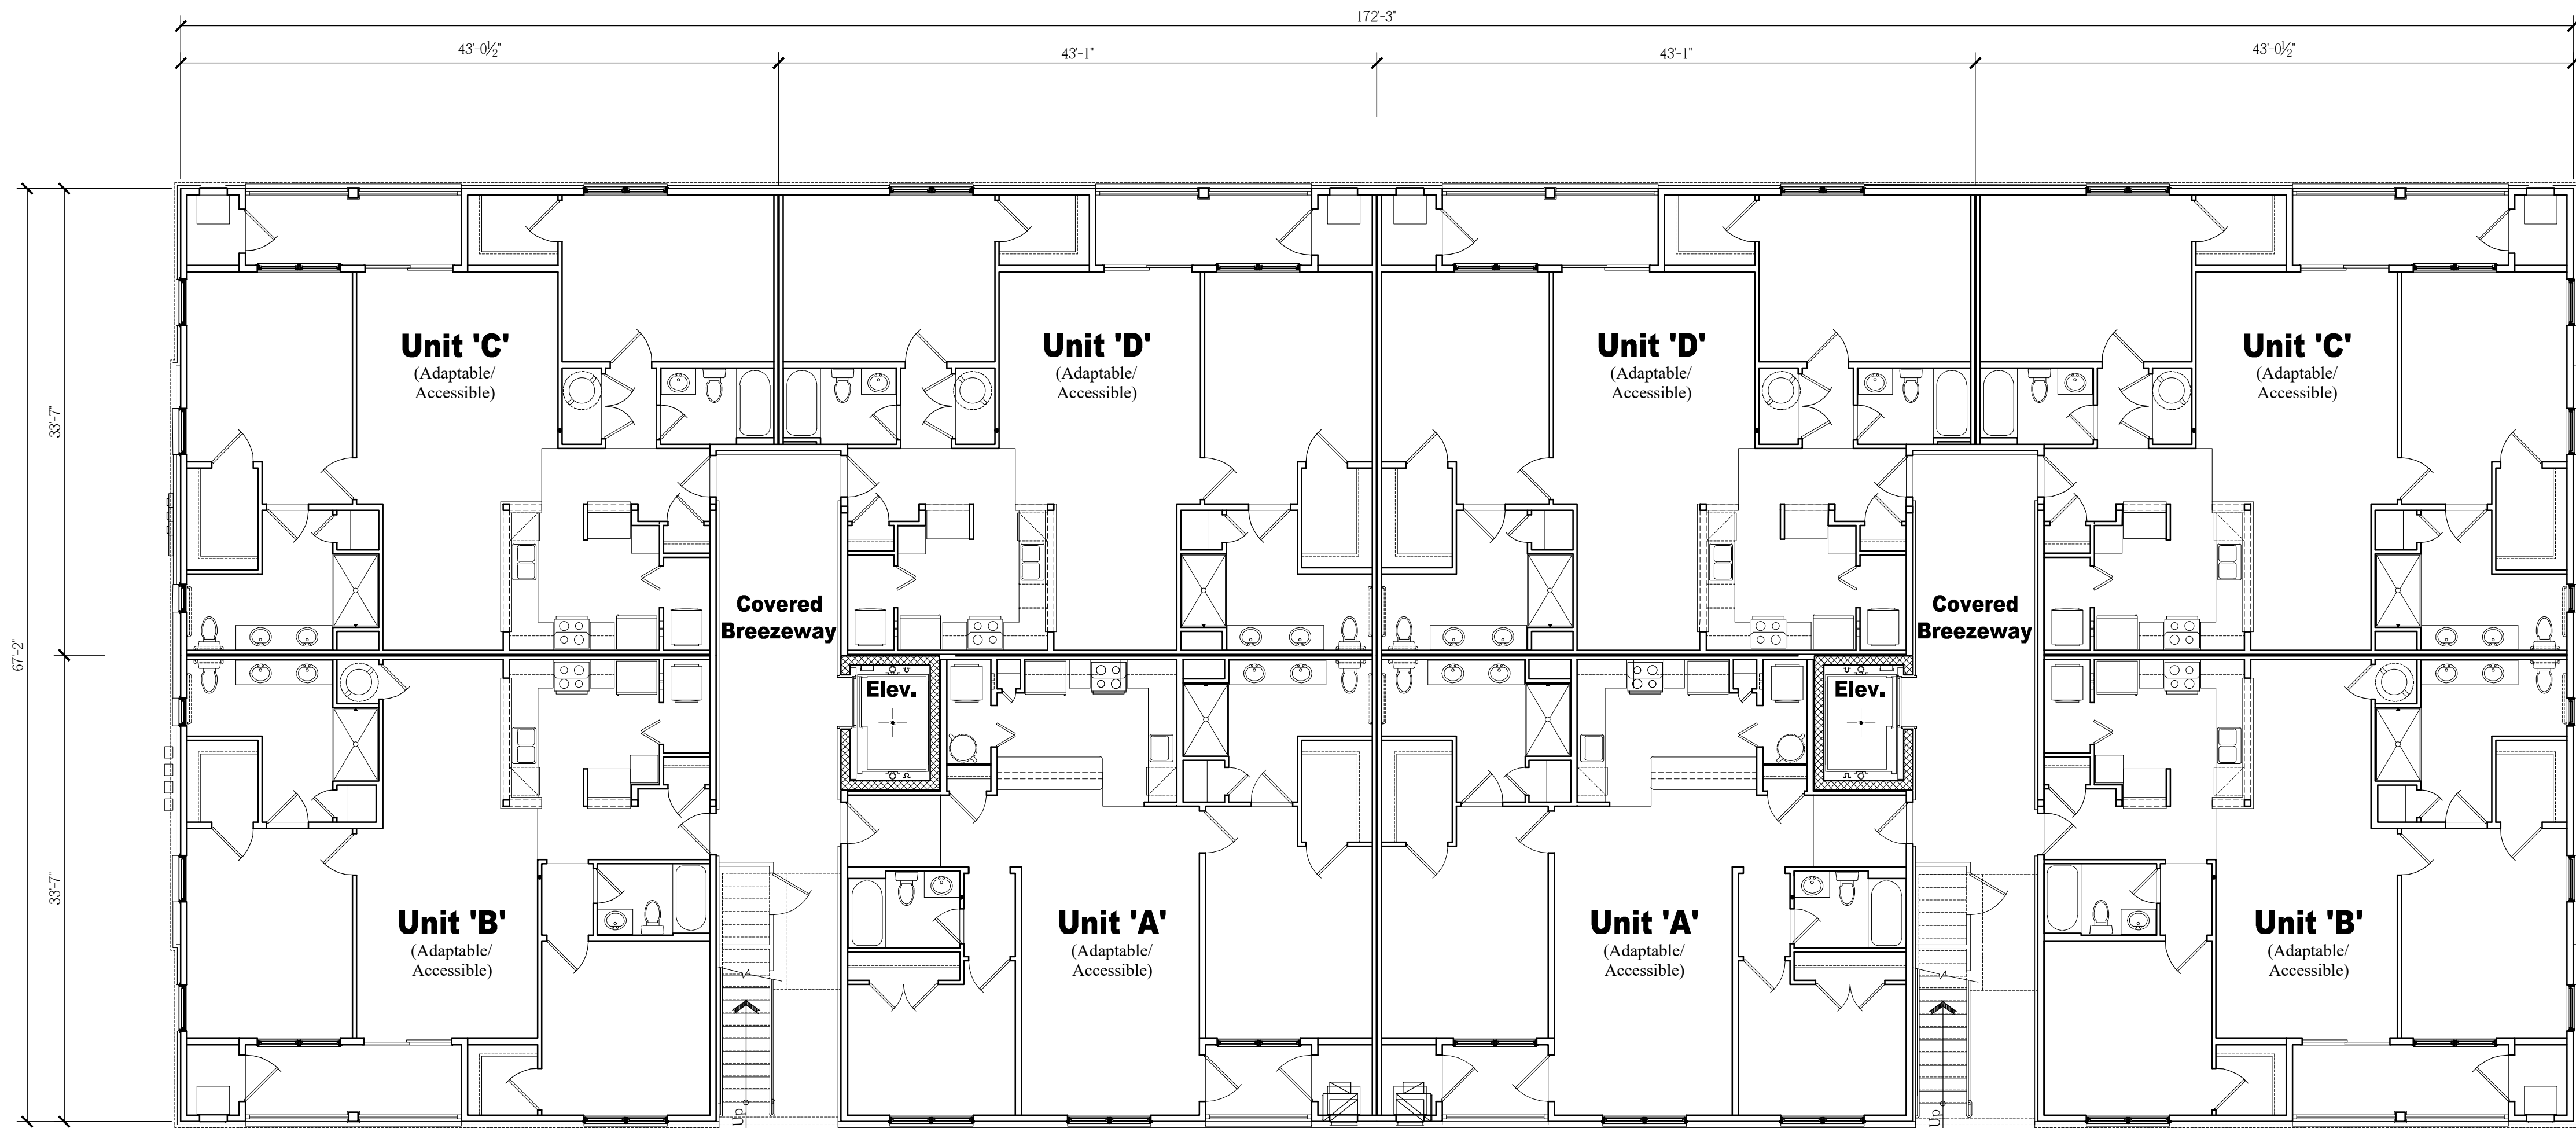 172'-3"
43'-0½"
43'-1"
43'-1"
43'-0½"
Unit 'C'
(Adaptable/
Accessible)
Unit 'D'
(Adaptable/
Accessible)
Unit 'D'
(Adaptable/
Accessible)
Unit 'C'
(Adaptable/
Accessible)
33'-7"
67'-2"
33'-7"
Covered
Breezeway
Covered
Breezeway
Elev.
Elev.
Unit 'B'
(Adaptable/
Accessible)
Unit 'A'
(Adaptable/
Accessible)
Unit 'A'
(Adaptable/
Accessible)
Unit 'B'
(Adaptable/
Accessible)
Up
Up